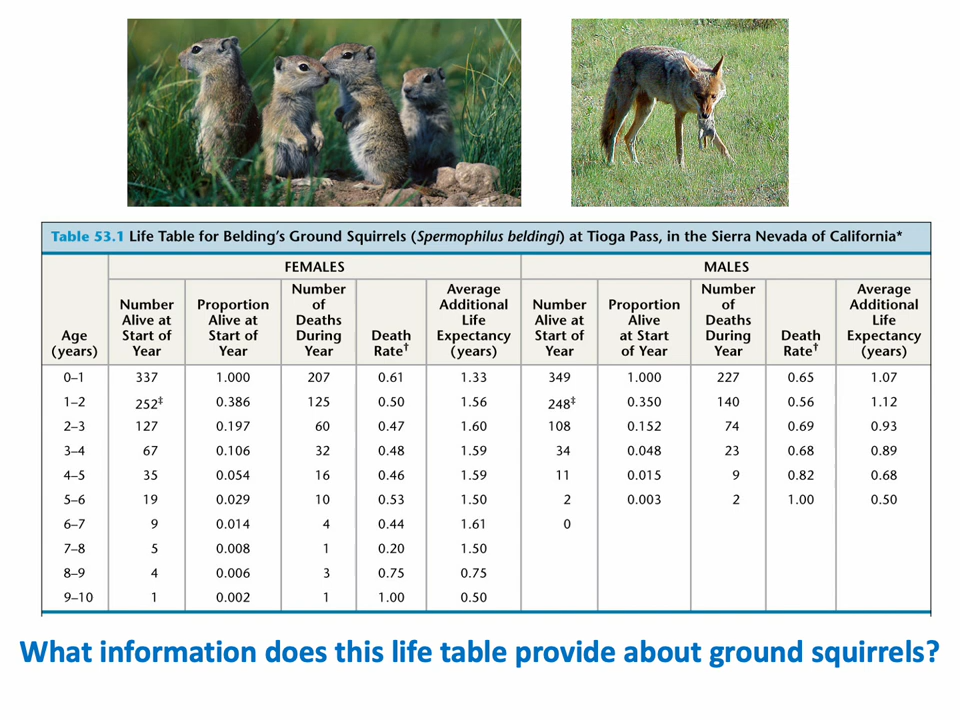 Table 53.1 Life Table for Belding's Ground Squirrels (Spermophilus beldingi) at Tioga Pass, in the Sierra Nevada of California*
FEMALES MALES
Age (years) Number Alive at Start of Year Proportion Alive at Start of Year Number of Deaths During Year Death Rate† Average Additional Life Expectancy (years) Number Alive at Start of Year Proportion Alive at Start of Year Number of Deaths During Year Death Rate† Average Additional Life Expectancy (years)
0–1 337 1.000 207 0.61 1.33 349 1.000 227 0.65 1.07
1–2 252‡ 0.386 125 0.50 1.56 248‡ 0.350 140 0.56 1.12
2–3 127 0.197 60 0.47 1.60 108 0.152 74 0.69 0.93
3–4 67 0.106 32 0.48 1.59 34 0.048 23 0.68 0.89
4–5 35 0.054 16 0.46 1.59 11 0.015 9 0.82 0.68
5–6 19 0.029 10 0.53 1.50 2 0.003 2 1.00 0.50
6–7 9 0.014 4 0.44 1.61 0
7–8 5 0.008 1 0.20 1.50
8–9 4 0.006 3 0.75 0.75
9–10 1 0.002 1 1.00 0.50
What information does this life table provide about ground squirrels?